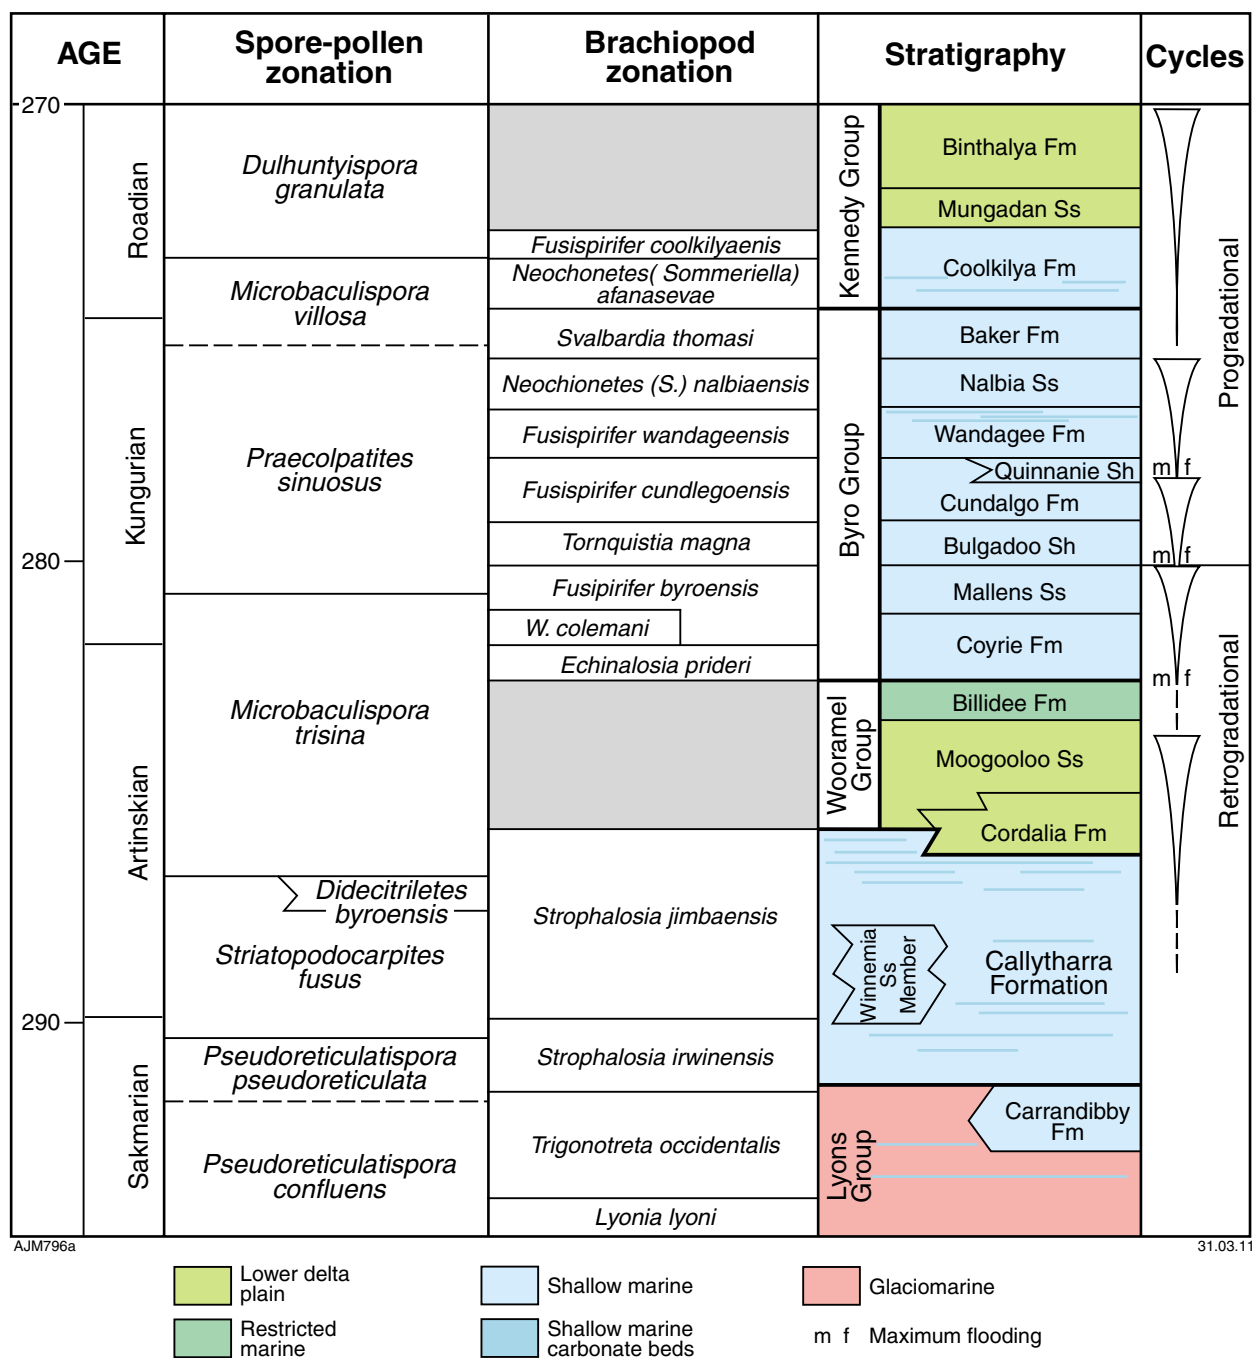 AGE
Spore-pollen
zonation
Brachiopod
zonation
Stratigraphy
Cycles
270
280
290
Roadian
Kungurian
Artinskian
Sakmarian
Dulhuntyispora
granulata
Microbaculispora
villosa
Praecolpatites
sinuosus
Microbaculispora
trisina
Didecitriletes
byroensis
Striatopodocarpites
fusus
Pseudoreticulatispora
pseudoreticulata
Pseudoreticulatispora
confluens
Fusispirifer coolkilyaenis
Neochonetes( Sommeriella)
afanasevae
Svalbardia thomasi
Neochionetes (S.) nalbiaensis
Fusispirifer wandageensis
Fusispirifer cundlegoensis
Tornquistia magna
Fusipirifer byroensis
W. colemani
Echinalosia prideri
Strophalosia jimbaensis
Strophalosia irwinensis
Trigonotreta occidentalis
Lyonia lyoni
Kennedy Group
Byro Group
Wooramel
Group
Lyons
Group
Binthalya Fm
Mungadan Ss
Coolkilya Fm
Baker Fm
Nalbia Ss
Wandagee Fm
Quinnanie Sh
Cundalgo Fm
Bulgadoo Sh
Mallens Ss
Coyrie Fm
Billidee Fm
Moogooloo Ss
Cordalia Fm
Winnemia
Ss
Member
Callytharra
Formation
Carrandibby
Fm
m f
m f
m f
Progradational
Retrogradational
AJM796a
31.03.11
Lower delta
plain
Restricted
marine
Shallow marine
Shallow marine
carbonate beds
Glaciomarine
m f Maximum flooding